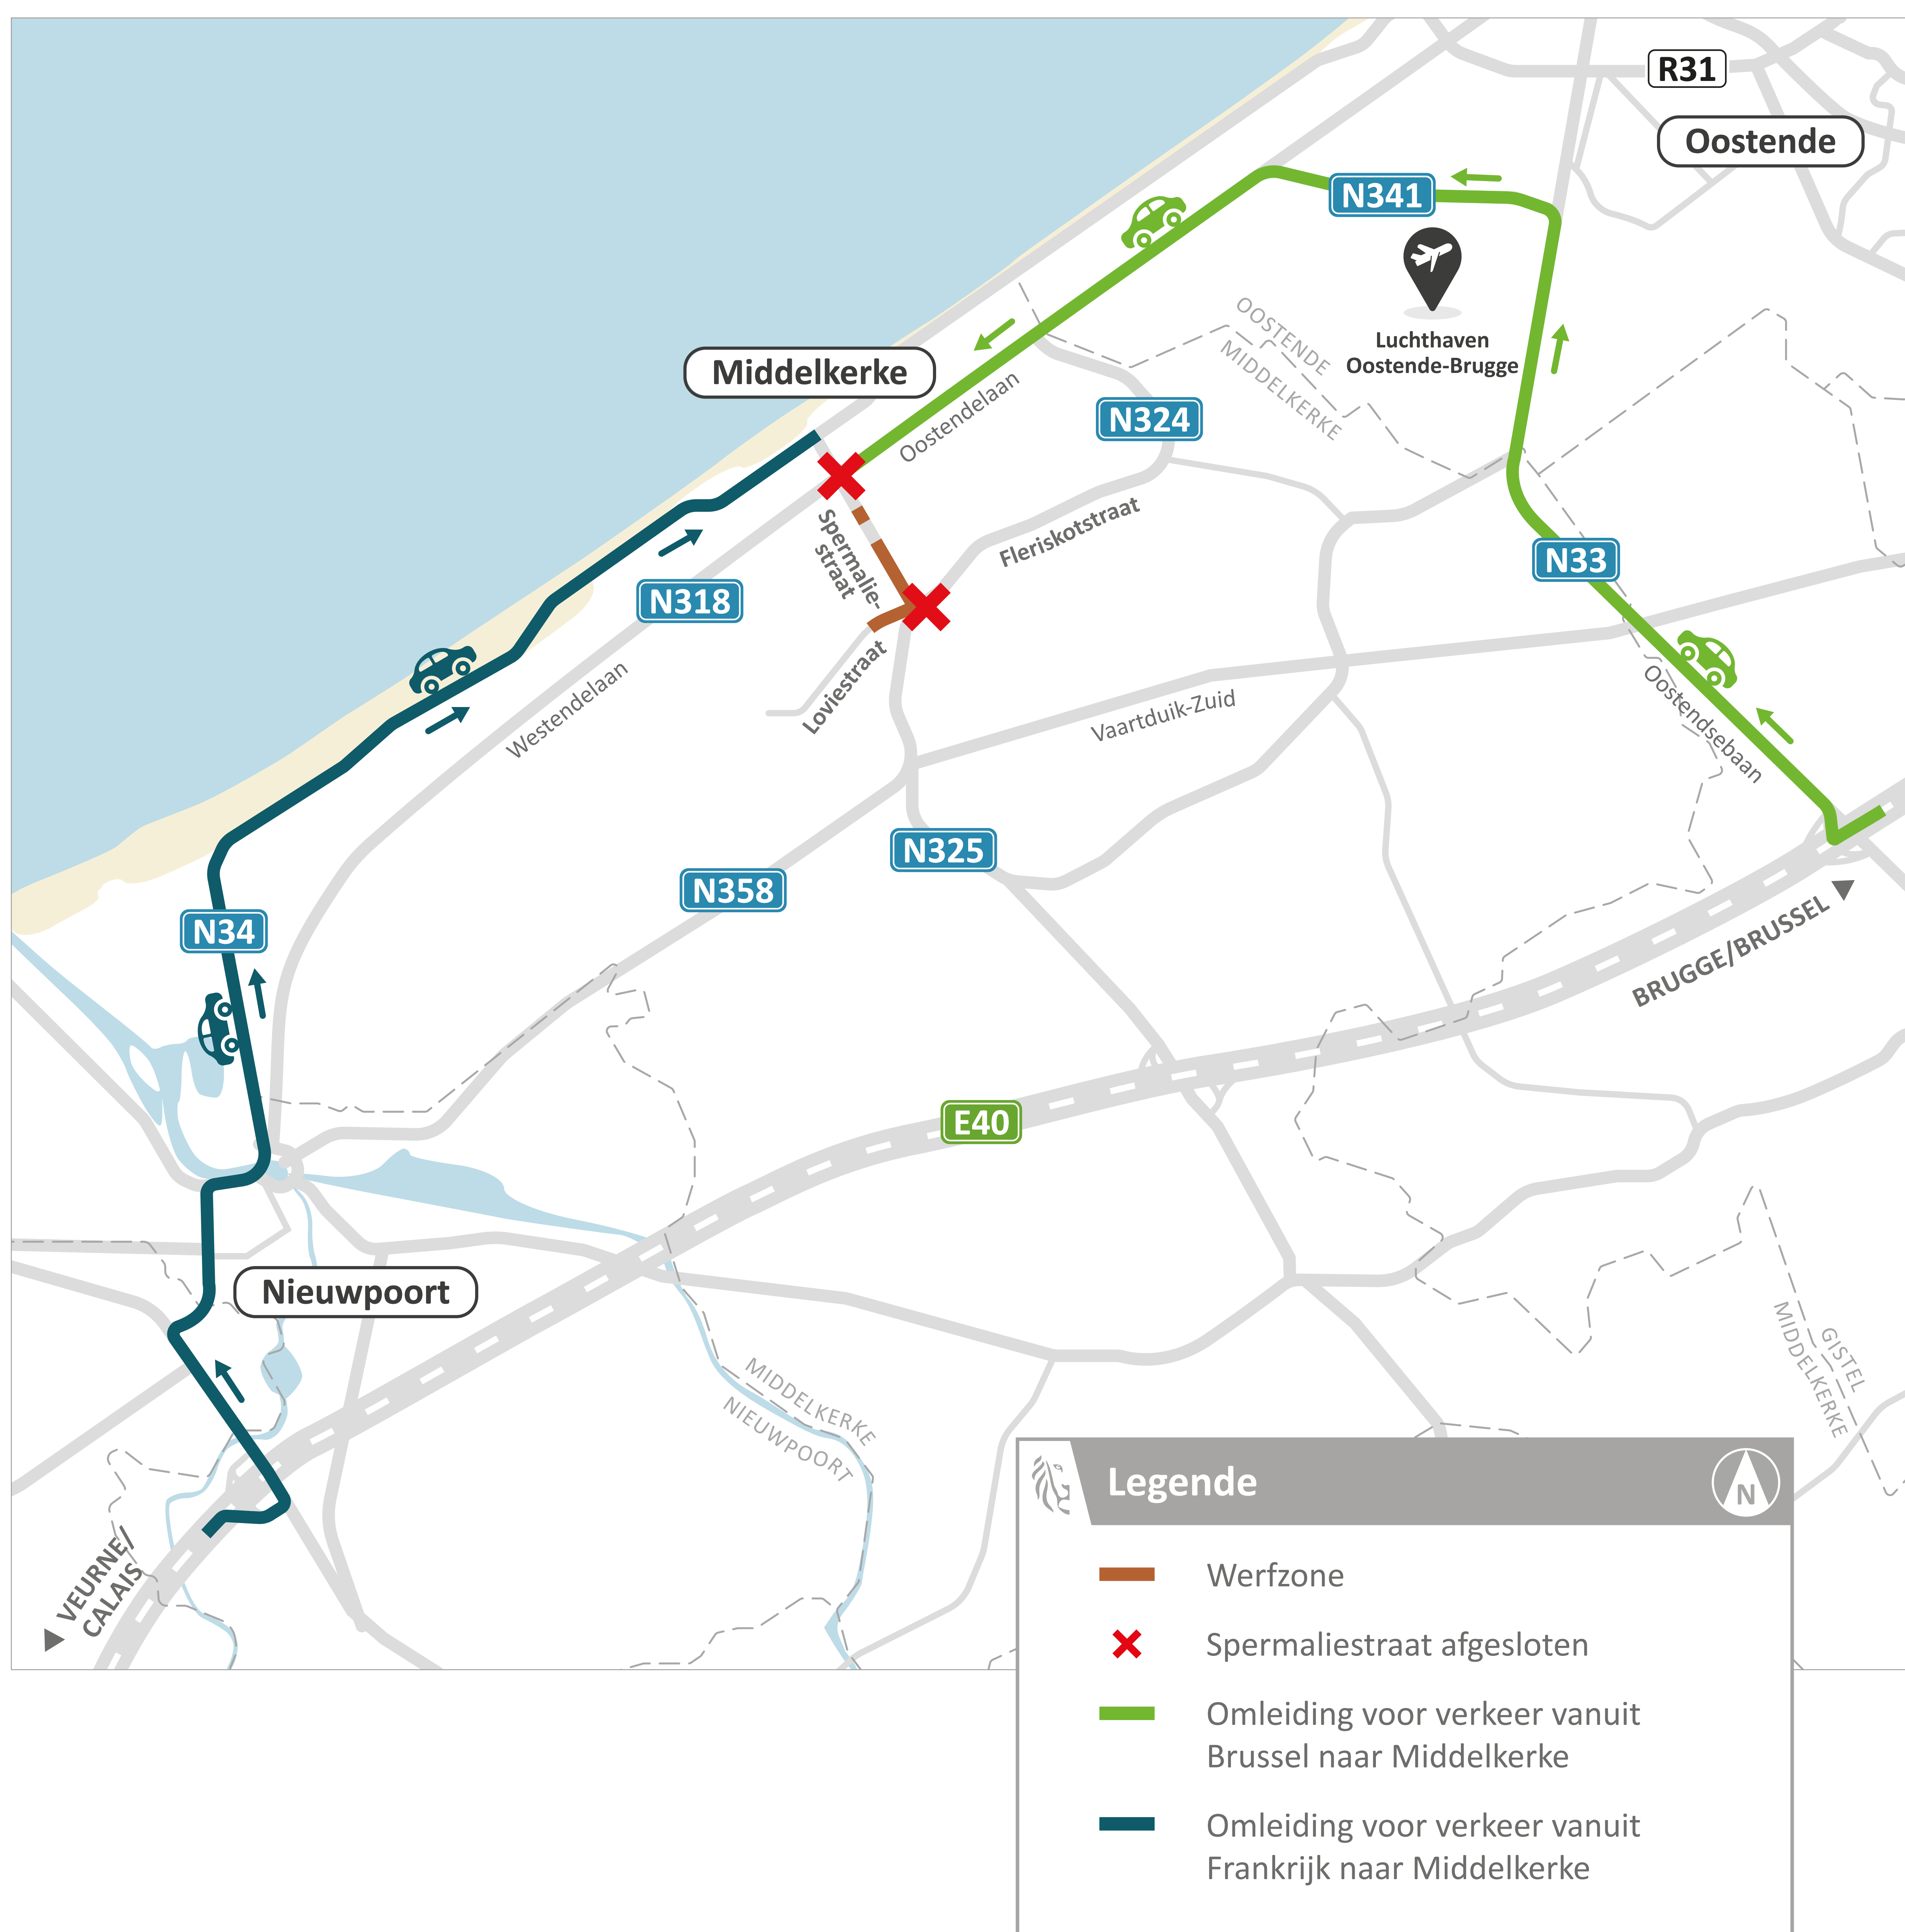 R31
Oostende
N341
Luchthaven
Oostende-Brugge
OOSTENDE
MIDDELKERKE
Middelkerke
Oostendelaan
N324
Spermalie-
straat
Fleriskotstraat
N33
N318
Westendelaan
Loviestraat
Vaartduik-Zuid
Oostendsebaan
N325
N358
N34
BRUGGE/BRUSSEL
E40
Nieuwpoort
MIDDELKERKE
NIEUWPOORT
GISTEL
MIDDELKERKE
VEURNE/
CALAIS
Legende
N
Werfzone
Spermaliestraat afgesloten
Omleiding voor verkeer vanuit
Brussel naar Middelkerke
Omleiding voor verkeer vanuit
Frankrijk naar Middelkerke